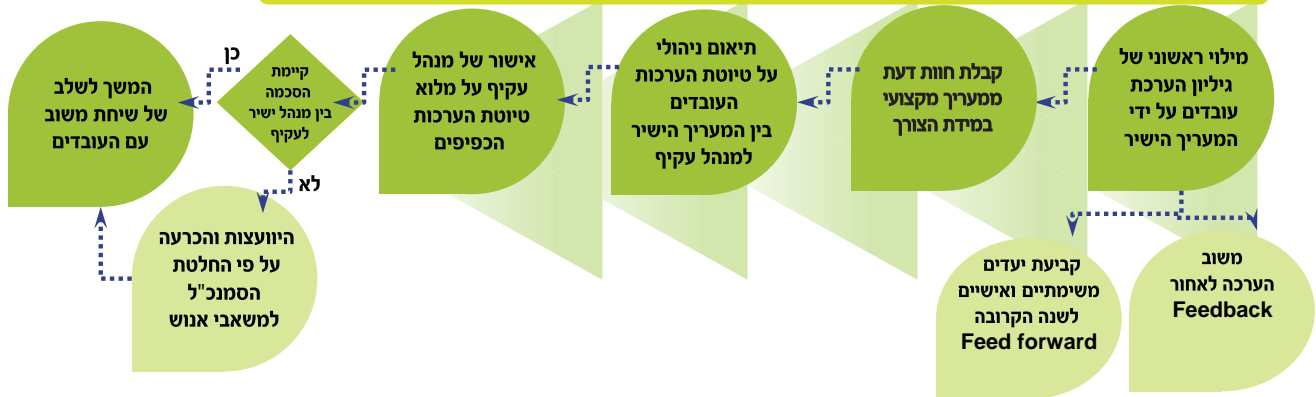 מילוי ראשוני של
גיליון הערכת
עובדים על ידי
המעריך הישיר
קבלת חוות דעת
ממעריך מקצועי
במידת הצורך
תיאום ניהולי
על טיוטת הערכות
העובדים
בין המעריך הישיר
למנהל עקיף
אישור של מנהל
עקיף על מלוא
טיוטת הערכות
הכפיפים
קיימת
הסכמה
בין מנהל ישיר
לעקיף
כן
המשך לשלב
של שיחת משוב
עם העובדים
לא
היוועצות והכרעה
על פי החלטת
הסמנכ"ל
למשאבי אנוש
משוב
הערכה לאחור
Feedback
קביעת יעדים
משימתיים ואישיים
לשנה הקרובה
Feed forward